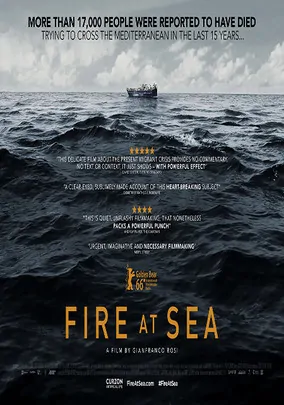 MORE THAN 17,000 PEOPLE WERE REPORTED TO HAVE DIED
TRYING TO CROSS THE MEDITERRANEAN IN THE LAST 15 YEARS...
"THIS DELICATE FILM ABOUT THE PRESENT MIGRANT CRISIS PROVIDES NO COMMENTARY,
NO TEXT OR CONTEXT, IT JUST SHOWS – WITH POWERFUL EFFECT"
"A CLEAR-EYED, SUBLIMELY MADE ACCOUNT OF THIS HEARTBREAKING SUBJECT"
"THIS IS QUIET, UNFLASHY FILMMAKING, THAT NONETHELESS
PACKS A POWERFUL PUNCH"
"URGENT, IMAGINATIVE AND NECESSARY FILMMAKING"
Golden Bear
66
FIRE AT SEA
A FILM BY GIANFRANCO ROSI
CURZON
FireAtSea.com
#FireAtSea